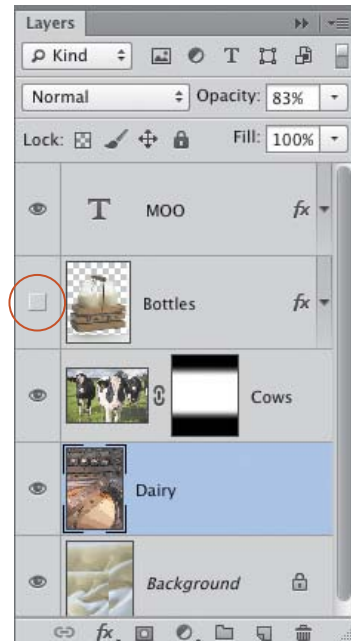 Layers
Kind
T
Normal Opacity: 83%
Lock: Fill: 100%
T MOO fx
Bottles fx
Cows
Dairy
Background
fx